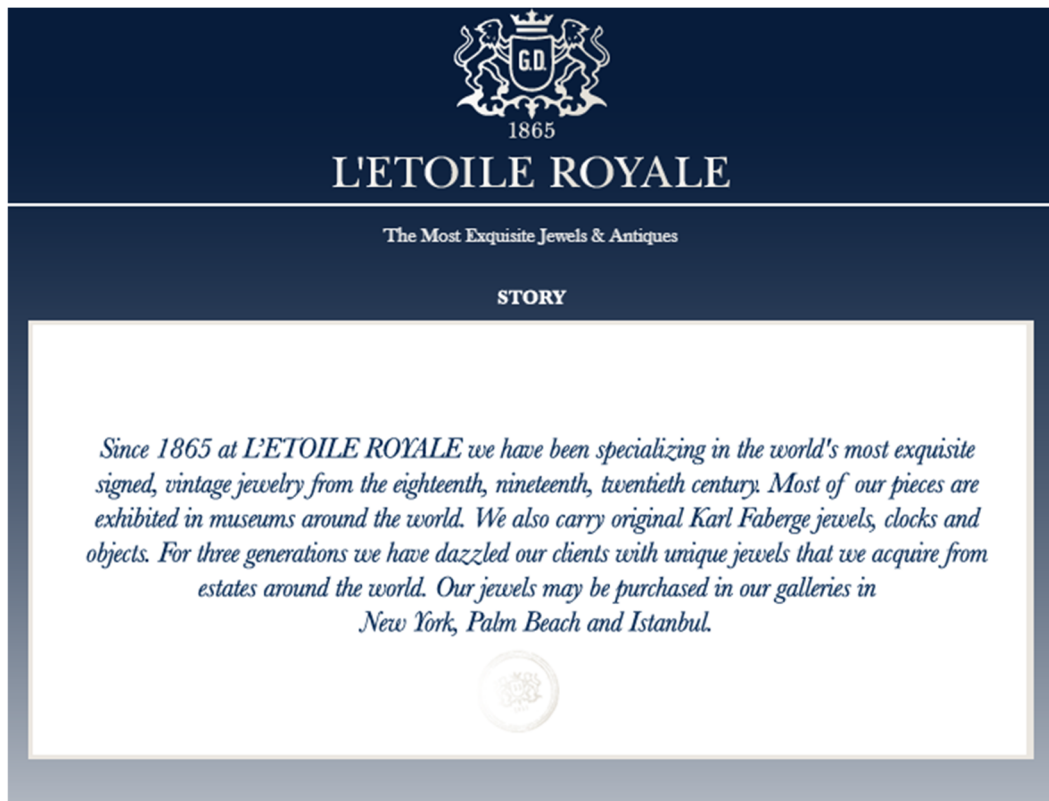 G.D.
1865
L'ETOILE ROYALE
The Most Exquisite Jewels & Antiques
STORY
Since 1865 at L'ETOILE ROYALE we have been specializing in the world's most exquisite
signed, vintage jewelry from the eighteenth, nineteenth, twentieth century. Most of our pieces are
exhibited in museums around the world. We also carry original Karl Faberge jewels, clocks and
objects. For three generations we have dazzled our clients with unique jewels that we acquire from
estates around the world. Our jewels may be purchased in our galleries in
New York, Palm Beach and Istanbul.